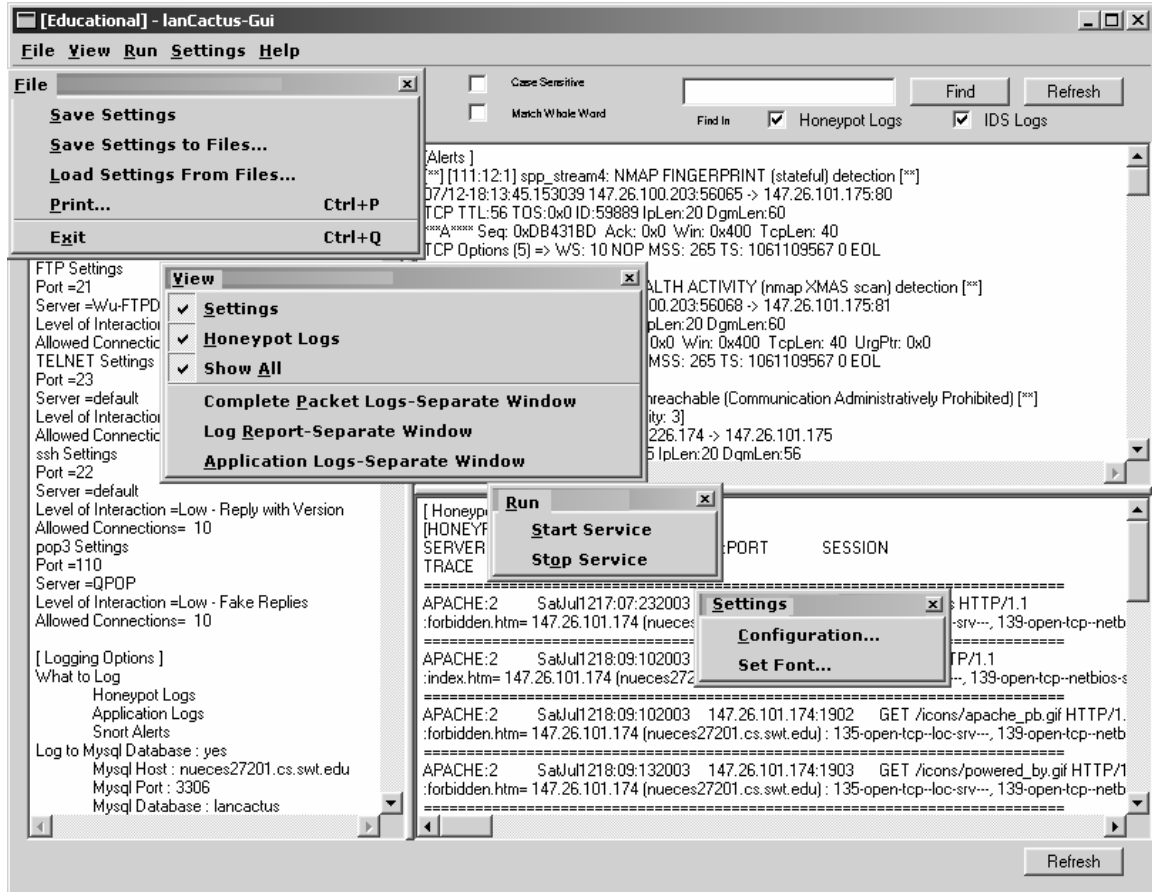 [Educational] - IanCactus-Gui
File View Run Settings Help
File
Save Settings
Save Settings to Files...
Load Settings From Files...
Print... Ctrl+P
Exit Ctrl+Q
Case Sensitive
Match Whole Word
Find Refresh
Find In Honeypot Logs IDS Logs
[Alerts ]
[**] [111:12:1] spp_stream4: NMAP FINGERPRINT (stateful) detection [**]
07/12-18:13:45.153039 147.26.100.203:56065 -> 147.26.101.175:80
TCP TTL:56 TOS:0x0 ID:59889 IpLen:20 DgmLen:60
***A**** Seq: 0xDB431BD Ack: 0x0 Win: 0x400 TcpLen: 40
TCP Options (5) => WS: 10 NOP MSS: 265 TS: 1061109567 0 EOL
ALTH ACTIVITY (nmap XMAS scan) detection [**]
00.203:56068 -> 147.26.101.175:81
pLen:20 DgmLen:60
0x0 Win: 0x400 TcpLen: 40 UrgPtr: 0x0
MSS: 265 TS: 1061109567 0 EOL
nreachable (Communication Administratively Prohibited) [**]
ity: 3]
226.174 -> 147.26.101.175
5 IpLen:20 DgmLen:56
FTP Settings
Port =21
Server =Wu-FTPD
Level of Interaction
Allowed Connectio
TELNET Settings
Port =23
Server =default
Level of Interaction
Allowed Connectio
ssh Settings
Port =22
Server =default
Level of Interaction =Low - Reply with Version
Allowed Connections= 10
pop3 Settings
Port =110
Server =QPOP
Level of Interaction =Low - Fake Replies
Allowed Connections= 10
[ Logging Options ]
What to Log
Honeypot Logs
Application Logs
Snort Alerts
Log to Mysql Database : yes
Mysql Host : nueces27201.cs.swt.edu
Mysql Port : 3306
Mysql Database : lancactus
View
Settings
Honeypot Logs
Show All
Complete Packet Logs-Separate Window
Log Report-Separate Window
Application Logs-Separate Window
Run
Start Service
Stop Service
Settings
Configuration...
Set Font...
[ Honeyp
[HONEYF
SERVER :PORT SESSION
TRACE
====================================================================
APACHE:2 SatJul1217:07:232003 s HTTP/1.1
:forbidden.htm= 147.26.101.174 (nueces -srv---, 139-open-tcp--netb
====================================================================
APACHE:2 SatJul1218:09:102003 TP/1.1
:index.htm= 147.26.101.174 (nueces272 --, 139-open-tcp--netbios-s
====================================================================
APACHE:2 SatJul1218:09:102003 147.26.101.174:1902 GET /icons/apache_pb.gif HTTP/1.
:forbidden.htm= 147.26.101.174 (nueces27201.cs.swt.edu) : 135-open-tcp--loc-srv---, 139-open-tcp--netb
====================================================================
APACHE:2 SatJul1218:09:132003 147.26.101.174:1903 GET /icons/powered_by.gif HTTP/1
:forbidden.htm= 147.26.101.174 (nueces27201.cs.swt.edu) : 135-open-tcp--loc-srv---, 139-open-tcp--netb
====================================================================
Refresh